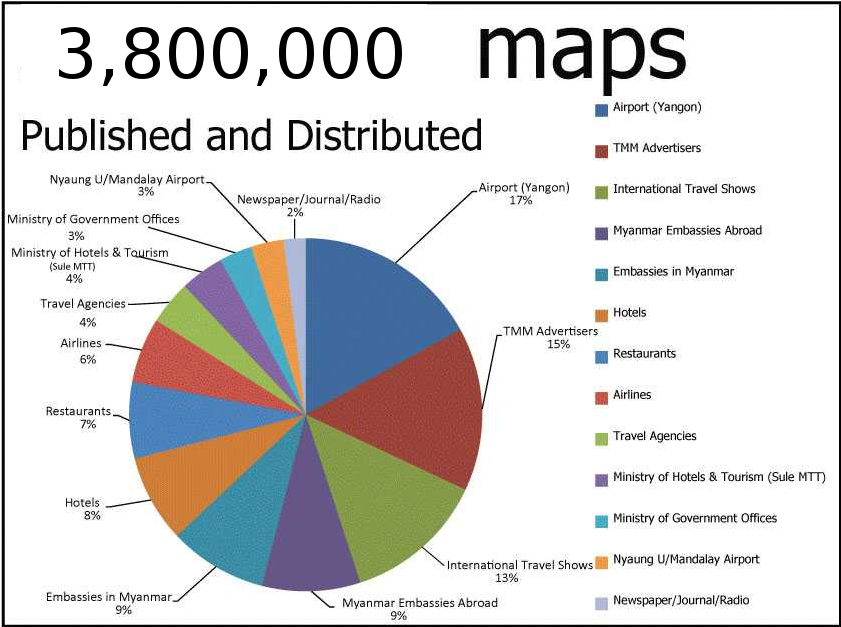 3,800,000 maps
Published and Distributed
Nyaung U/Mandalay Airport
3%
Newspaper/Journal/Radio
2%
Airport (Yangon)
17%
Ministry of Government Offices
3%
Ministry of Hotels & Tourism
(Sule MTT)
4%
Travel Agencies
4%
Airlines
6%
Restaurants
7%
Hotels
8%
Embassies in Myanmar
9%
Myanmar Embassies Abroad
9%
International Travel Shows
13%
TMM Advertisers
15%
Airport (Yangon)
TMM Advertisers
International Travel Shows
Myanmar Embassies Abroad
Embassies in Myanmar
Hotels
Restaurants
Airlines
Travel Agencies
Ministry of Hotels & Tourism (Sule MTT)
Ministry of Government Offices
Nyaung U/Mandalay Airport
Newspaper/Journal/Radio